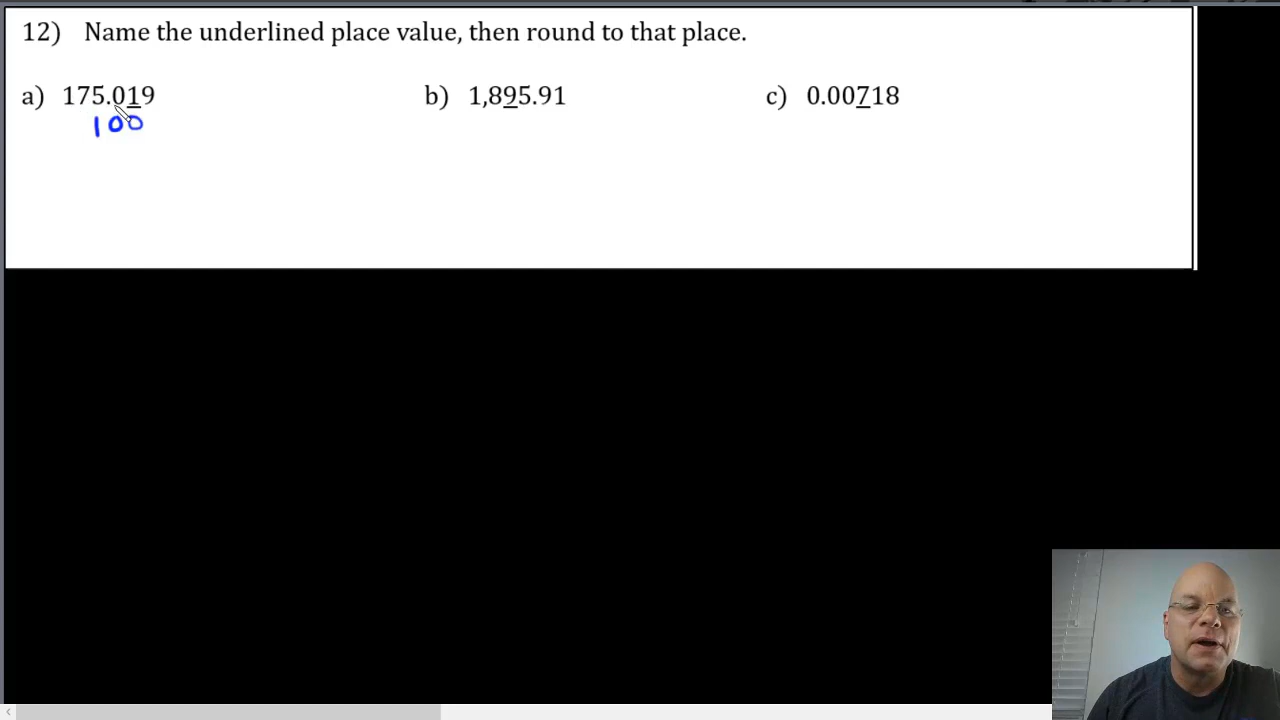 12) Name the underlined place value, then round to that place.
a) 175.019 b) 1,895.91 c) 0.00718
100